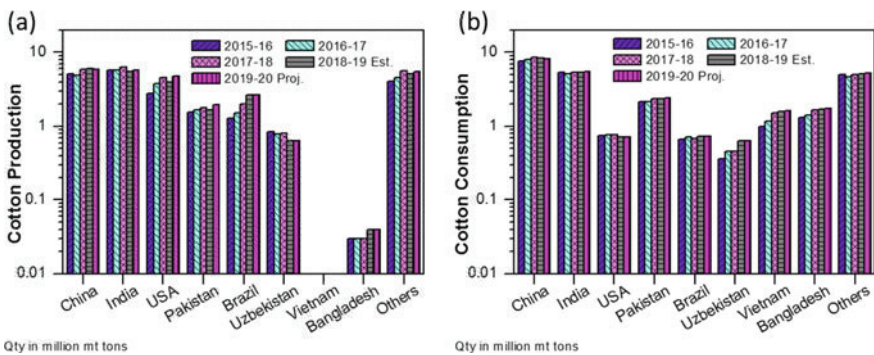 (a)
2015-16
2016-17
2017-18
2018-19 Est.
2019-20 Proj.
Cotton Production
10
1
0.1
0.01
China
India
USA
Pakistan
Brazil
Uzbekistan
Vietnam
Bangladesh
Others
Qty in million mt tons
(b)
2015-16
2016-17
2017-18
2018-19 Est.
2019-20 Proj.
Cotton Consumption
10
1
0.1
0.01
China
India
USA
Pakistan
Brazil
Uzbekistan
Vietnam
Bangladesh
Others
Qty in million mt tons